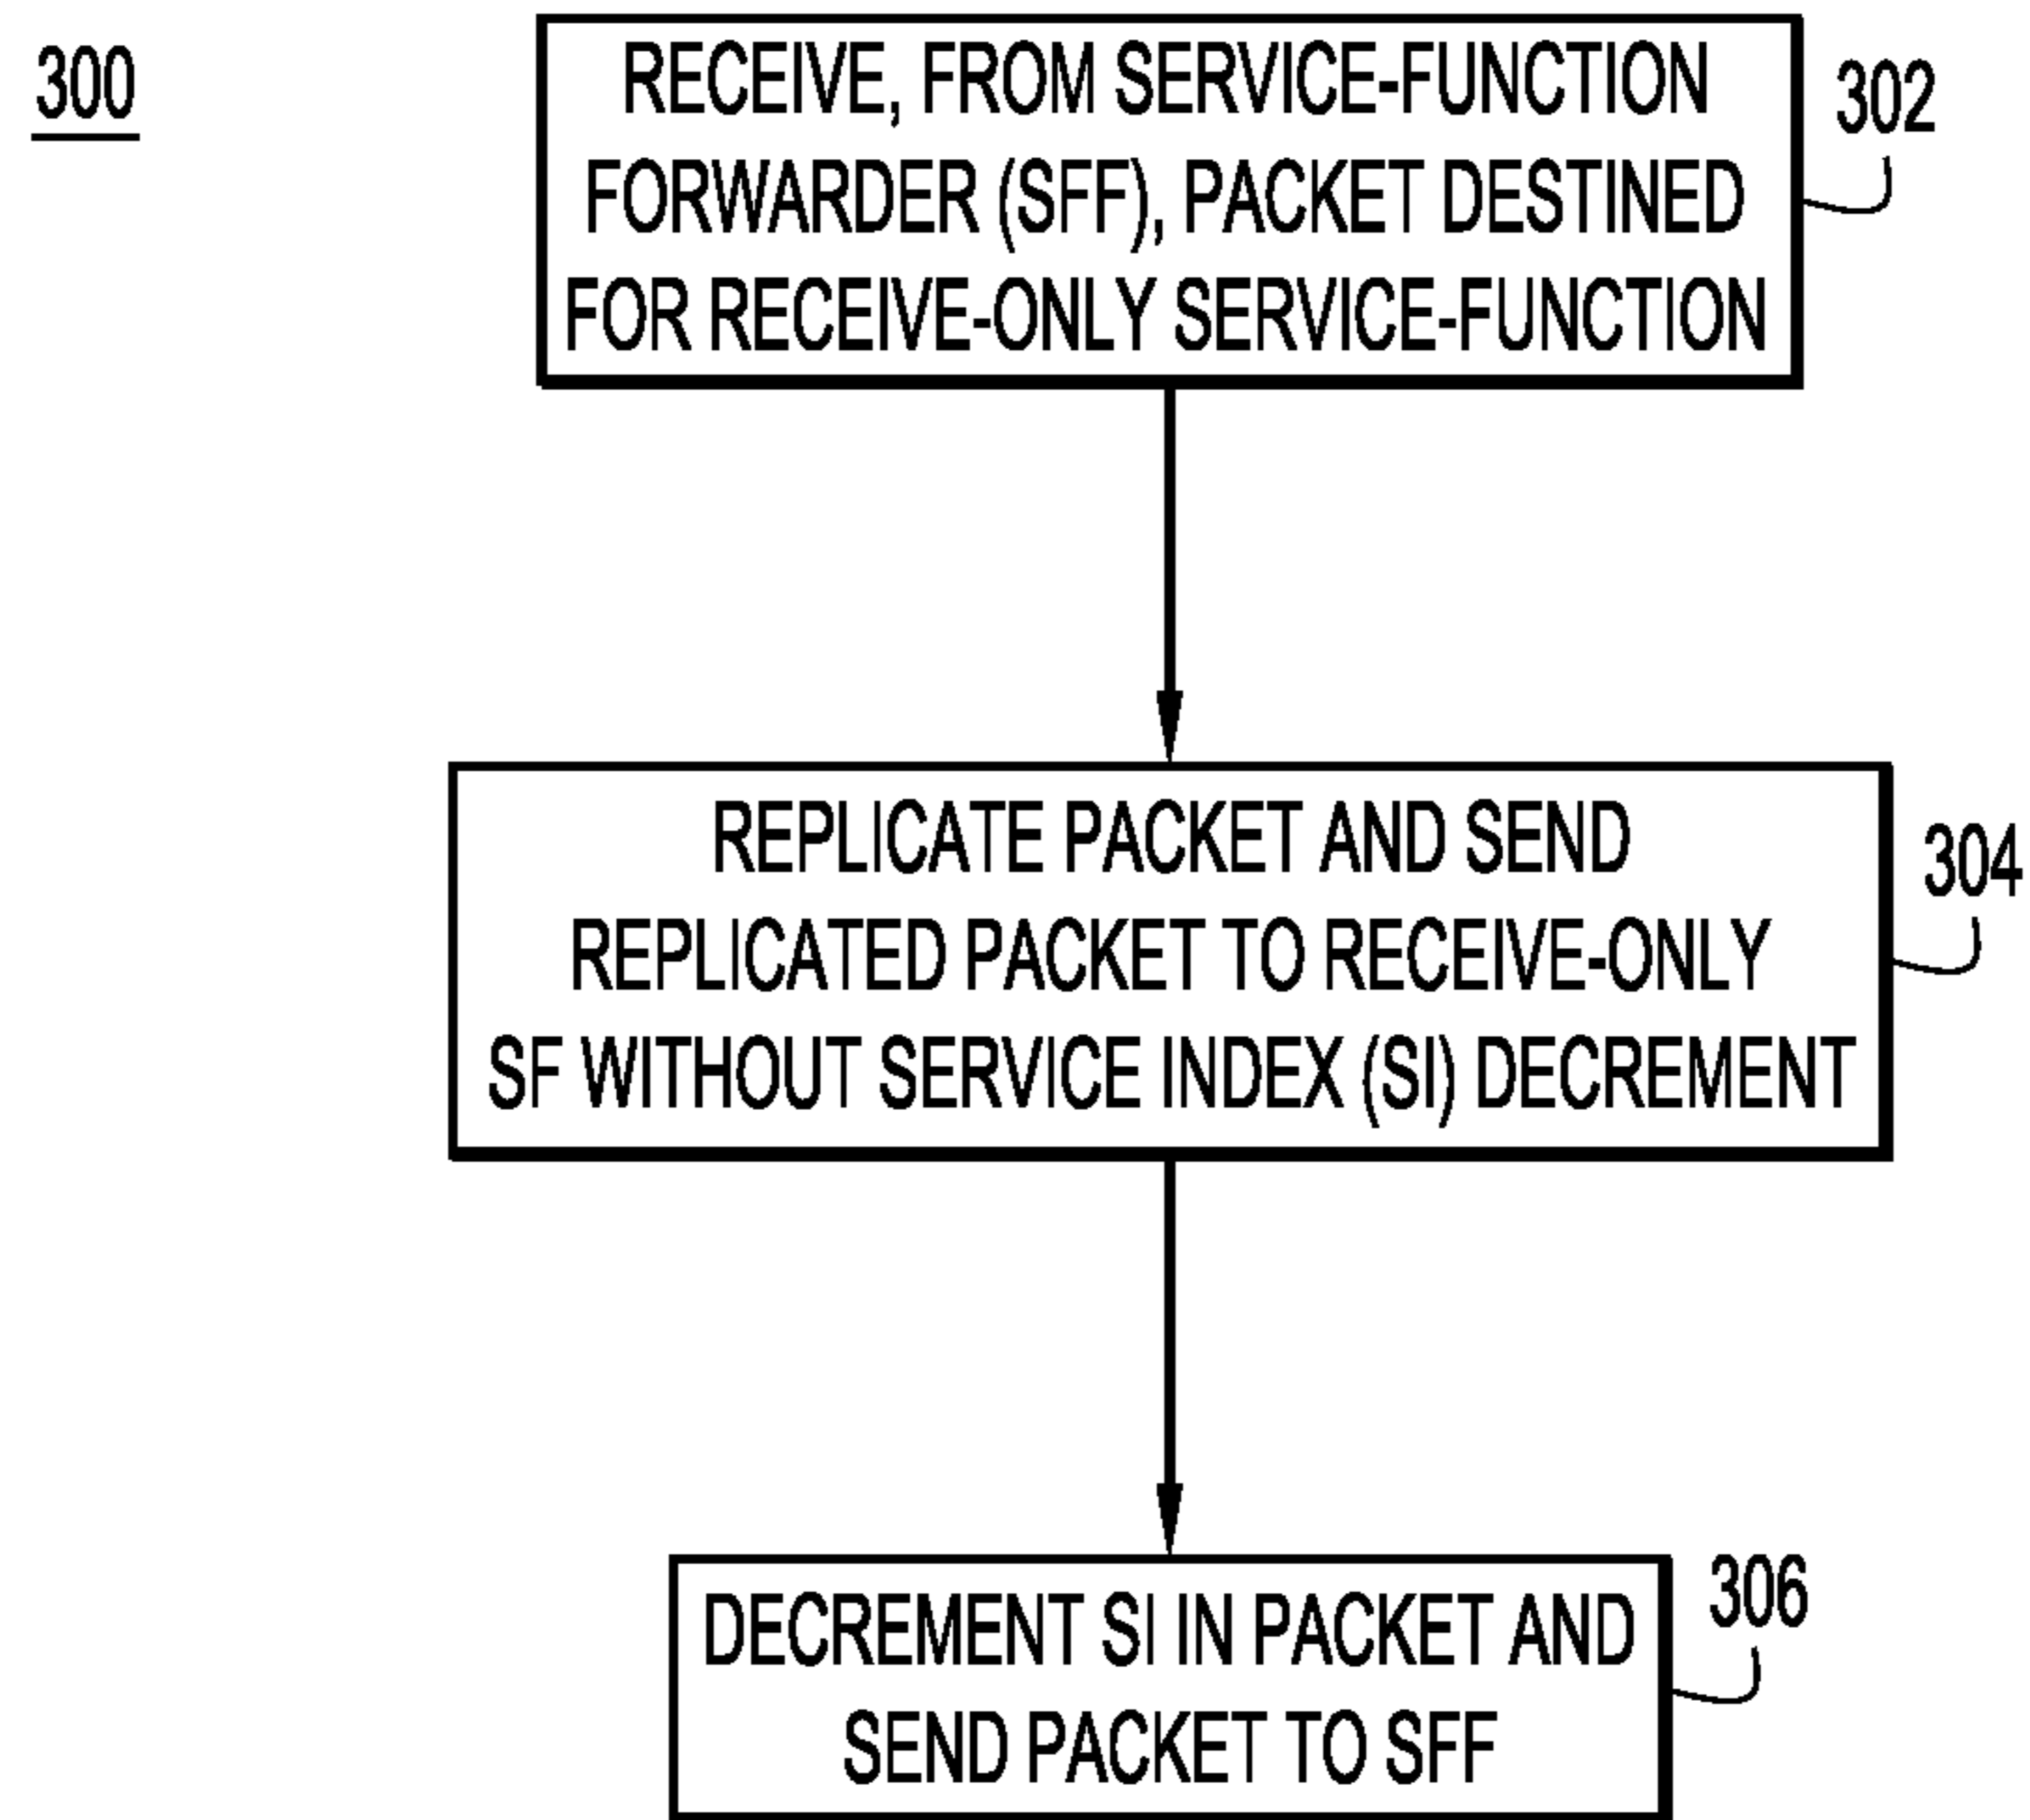 300
RECEIVE, FROM SERVICE-FUNCTION
FORWARDER (SFF), PACKET DESTINED
FOR RECEIVE-ONLY SERVICE-FUNCTION
302
REPLICATE PACKET AND SEND
REPLICATED PACKET TO RECEIVE-ONLY
SF WITHOUT SERVICE INDEX (SI) DECREMENT
304
DECREMENT SI IN PACKET AND
SEND PACKET TO SFF
306